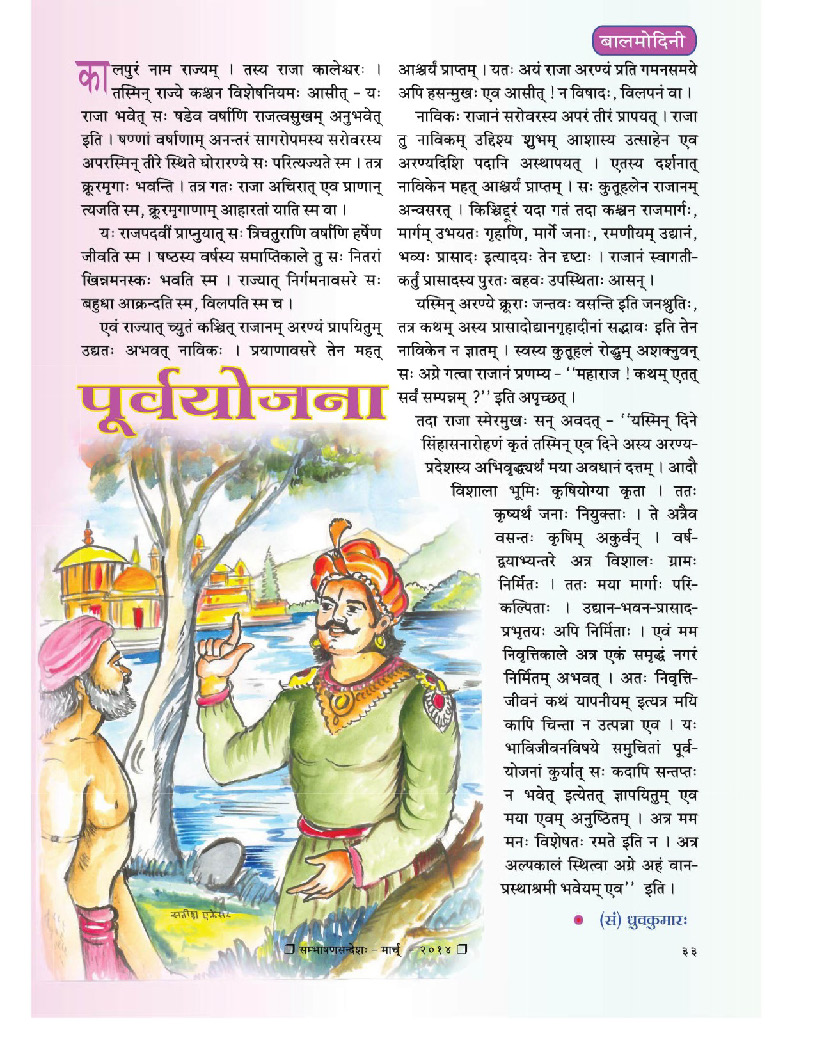 बालमोदिनी
कालपुरं नाम राज्यम् । तस्य राजा कालेश्वरः ।
तस्मिन् राज्ये कश्चन विशेषनियमः आसीत् - यः
राजा भवेत् सः षडेव वर्षाणि राजत्वसुखम् अनुभवेत्
इति । षण्णां वर्षाणाम् अनन्तरं सागरोपमस्य सरोवरस्य
अपरस्मिन् तीरे स्थिते घोरारण्ये सः परित्यज्यते स्म । तत्र
क्रूरमृगाः भवन्ति । तत्र गतः राजा अचिरात् एव प्राणान्
त्यजति स्म, क्रूरमृगाणाम् आहारतां याति स्म वा ।
यः राजपदवीं प्राप्नुयात् सः त्रिचतुराणि वर्षाणि हर्षेण
जीवति स्म । षष्ठस्य वर्षस्य समाप्तिकाले तु सः नितरां
खिन्नमनस्कः भवति स्म । राज्यात् निर्गमनावसरे सः
बहुधा आक्रन्दति स्म, विलपति स्म च ।
एवं राज्यात् च्युतं कञ्चित् राजानम् अरण्यं प्रापयितुम्
उद्यतः अभवत् नाविकः । प्रयाणावसरे तेन महत्
पूर्वयोजना
आश्चर्यं प्राप्तम् । यतः अयं राजा अरण्यं प्रति गमनसमये
अपि हसन्मुखः एव आसीत् ! न विषादः, विलपनं वा ।
नाविकः राजानं सरोवरस्य अपरं तीरं प्रापयत् । राजा
तु नाविकम् उद्दिश्य शुभम् आशास्य उत्साहेन एव
अरण्यदिशि पदानि अस्थापयत् । एतस्य दर्शनात्
नाविकेन महत् आश्चर्यं प्राप्तम् । सः कुतूहलेन राजानम्
अन्वसरत् । किञ्चिद्दूरं यदा गतं तदा कश्चन राजमार्गः,
मार्गम् उभयतः गृहाणि, मार्गे जनाः, रमणीयम् उद्यानं,
भव्यः प्रासादः इत्यादयः तेन दृष्टाः । राजानं स्वागती-
कर्तुं प्रासादस्य पुरतः बहवः उपस्थिताः आसन् ।
यस्मिन् अरण्ये क्रूराः जन्तवः वसन्ति इति जनश्रुतिः,
तत्र कथम् अस्य प्रासादोद्यानगृहादीनां सद्भावः इति तेन
नाविकेन न ज्ञातम् । स्वस्य कुतूहलं रोद्धुम् अशक्नुवन्
सः अग्रे गत्वा राजानं प्रणम्य - ‘‘महाराज ! कथम् एतत्
सर्वं सम्पन्नम् ?’’ इति अपृच्छत् ।
तदा राजा स्मेरमुखः सन् अवदत् - ‘‘यस्मिन् दिने
सिंहासनारोहणं कृतं तस्मिन् एव दिने अस्य अरण्य-
प्रदेशस्य अभिवृद्ध्यर्थं मया अवधानं दत्तम् । आदौ
विशाला भूमिः कृषियोग्या कृता । ततः
कृष्यर्थं जनाः नियुक्ताः । ते अत्रैव
वसन्तः कृषिम् अकुर्वन् । वर्ष-
द्वयाभ्यन्तरे अत्र विशालः ग्रामः
निर्मितः । ततः मया मार्गाः परि-
कल्पिताः । उद्यान-भवन-प्रासाद-
प्रभृतयः अपि निर्मिताः । एवं मम
निवृत्तिकाले अत्र एकं समृद्धं नगरं
निर्मितम् अभवत् । अतः निवृत्ति-
जीवनं कथं यापनीयम् इत्यत्र मयि
कापि चिन्ता न उत्पन्ना एव । यः
भाविजीवनविषये समुचितां पूर्व-
योजनां कुर्यात् सः कदापि सन्तप्तः
न भवेत् इत्येतत् ज्ञापयितुम् एव
मया एवम् अनुष्ठितम् । अत्र मम
मनः विशेषतः रमते इति न । अत्र
अल्पकालं स्थित्वा अग्रे अहं वान-
प्रस्थाश्रमी भवेयम् एव’’ इति ।
(सं) ध्रुवकुमारः
❐ सम्भाषणसन्देशः - मार्च् - २०१४ ❐
३३